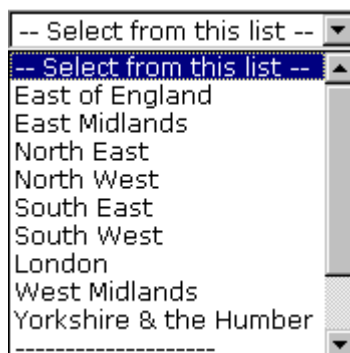 -- Select from this list --
-- Select from this list --
East of England
East Midlands
North East
North West
South East
South West
London
West Midlands
Yorkshire & the Humber
--------------------